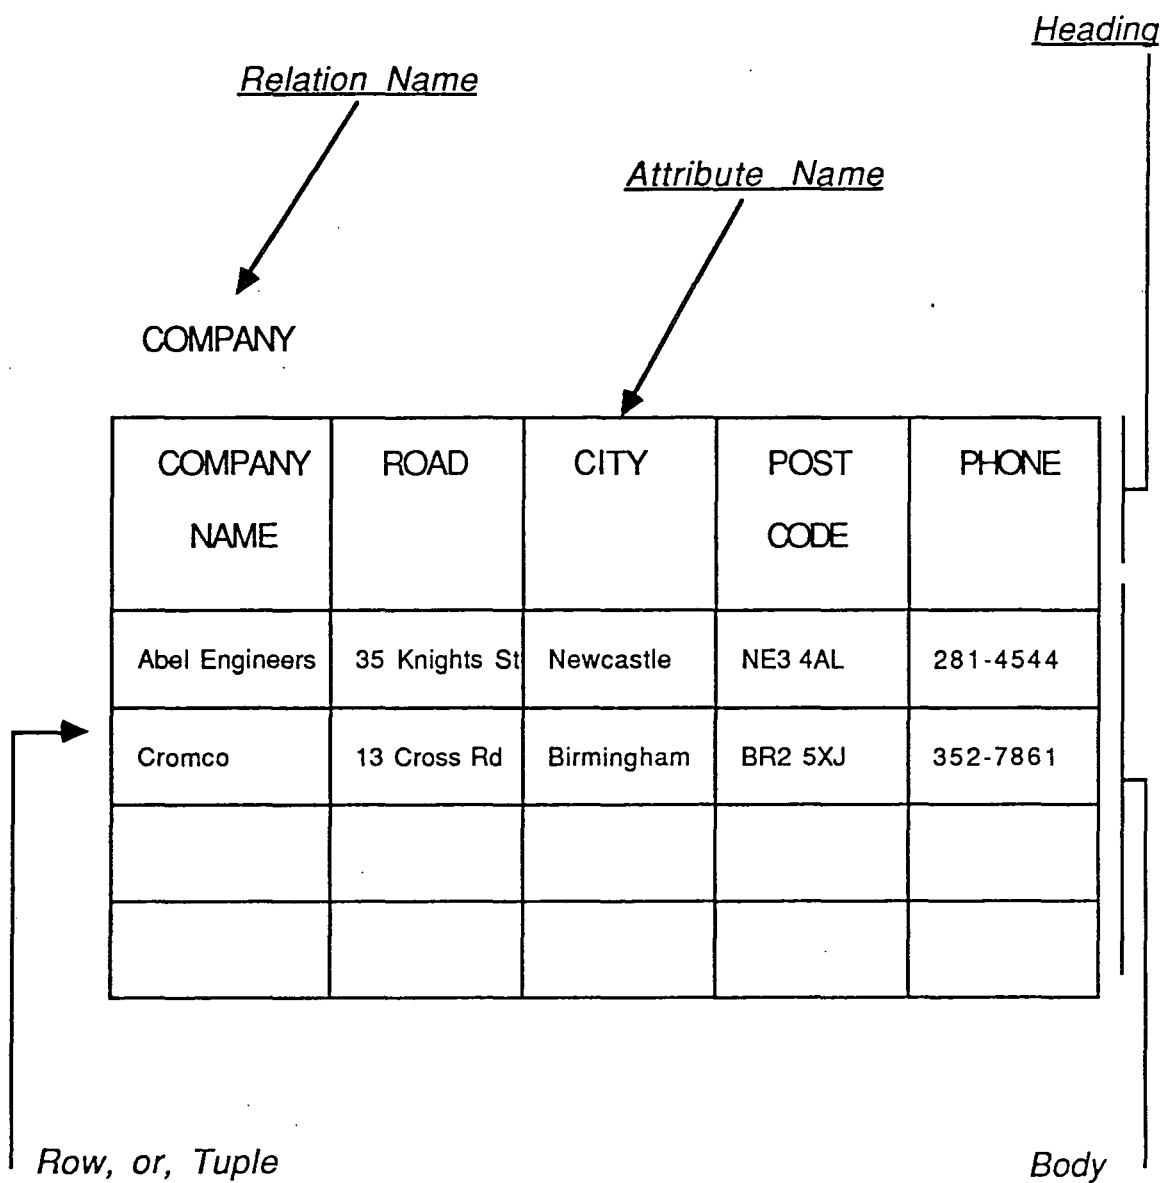 Heading
Relation Name
Attribute Name
COMPANY
COMPANY NAME ROAD CITY POST CODE PHONE
Abel Engineers 35 Knights St Newcastle NE3 4AL 281-4544
Cromco 13 Cross Rd Birmingham BR2 5XJ 352-7861
Row, or, Tuple
Body